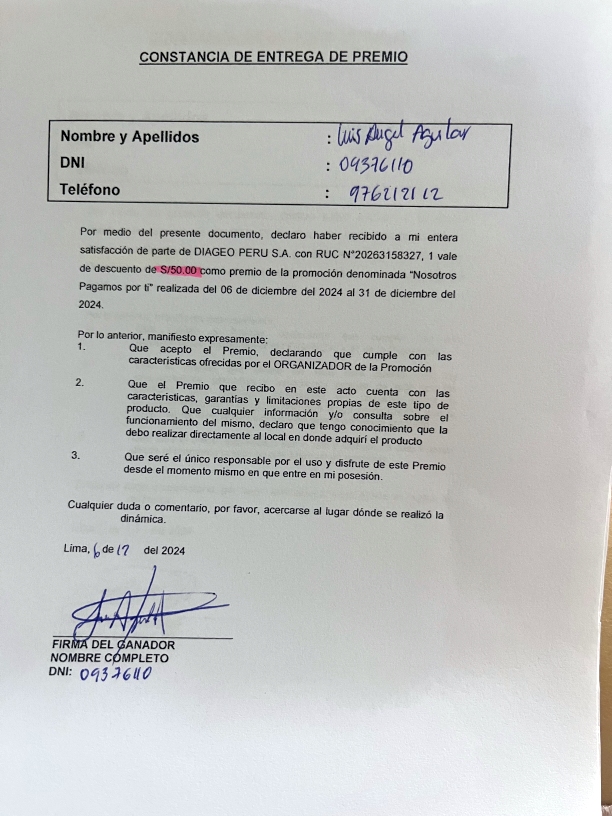 CONSTANCIA DE ENTREGA DE PREMIO
Nombre y Apellidos : Luis Angel Aguilar
DNI : 09376110
Teléfono : 976212112
Por medio del presente documento, declaro haber recibido a mi entera
satisfacción de parte de DIAGEO PERU S.A. con RUC N°20263158327, 1 vale
de descuento de S/50.00 como premio de la promoción denominada "Nosotros
Pagamos por ti" realizada del 06 de diciembre del 2024 al 31 de diciembre del
2024.
Por lo anterior, manifiesto expresamente:
1. Que acepto el Premio, declarando que cumple con las
características ofrecidas por el ORGANIZADOR de la Promoción
2. Que el Premio que recibo en este acto cuenta con las
características, garantías y limitaciones propias de este tipo de
producto. Que cualquier información y/o consulta sobre el
funcionamiento del mismo, declaro que tengo conocimiento que la
debo realizar directamente al local en donde adquirí el producto
3. Que seré el único responsable por el uso y disfrute de este Premio
desde el momento mismo en que entre en mi posesión.
Cualquier duda o comentario, por favor, acercarse al lugar dónde se realizó la
dinámica.
Lima, 6 de 12 del 2024
FIRMA DEL GANADOR
NOMBRE COMPLETO
DNI: 09376110